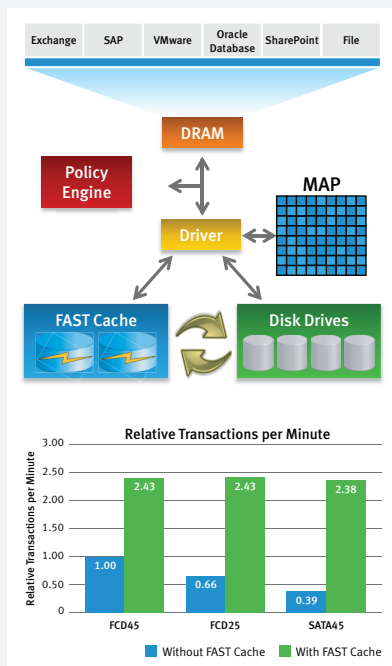 Exchange
SAP
VMware
Oracle
Database
SharePoint
File
DRAM
Policy
Engine
MAP
Driver
FAST Cache
Disk Drives
Relative Transactions per Minute
Relative Transactions per Minute
3.00
2.50
2.00
1.50
1.00
0.50
0
1.00
2.43
0.66
2.43
0.39
2.38
FCD45
FCD25
SATA45
Without FAST Cache
With FAST Cache